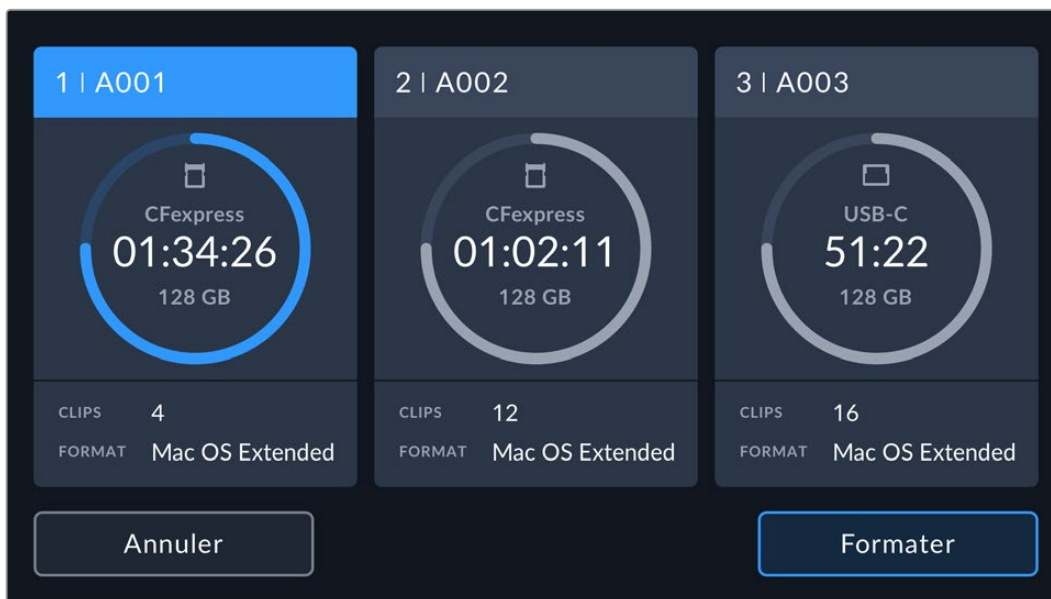 1 | A001
CFexpress
01:34:26
128 GB
CLIPS 4
FORMAT Mac OS Extended
2 | A002
CFexpress
01:02:11
128 GB
CLIPS 12
FORMAT Mac OS Extended
3 | A003
USB-C
51:22
128 GB
CLIPS 16
FORMAT Mac OS Extended
Annuler
Formater